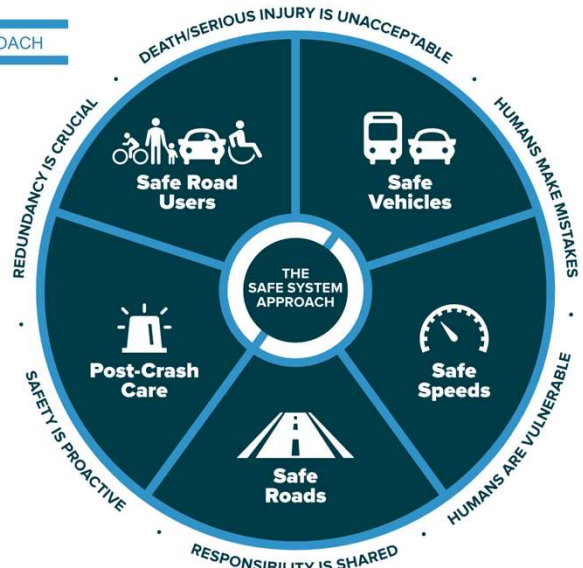 OACH
DEATH/SERIOUS INJURY IS UNACCEPTABLE
HUMANS MAKE MISTAKES
HUMANS ARE VULNERABLE
RESPONSIBILITY IS SHARED
SAFETY IS PROACTIVE
REDUNDANCY IS CRUCIAL
Safe Road
Users
Safe
Vehicles
THE
SAFE SYSTEM
APPROACH
Post-Crash
Care
Safe
Speeds
Safe
Roads